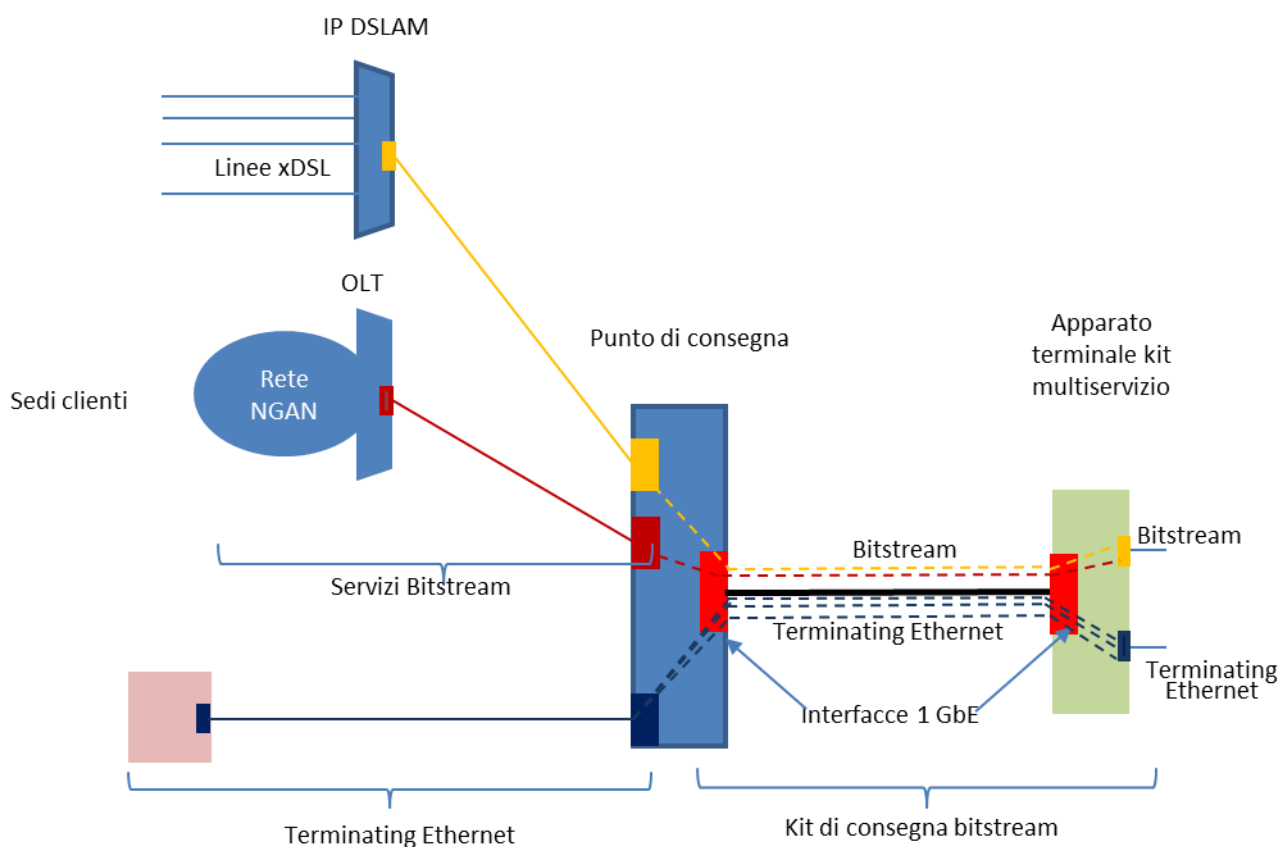 IP DSLAM
Linee xDSL
OLT
Rete
NGAN
Sedi clienti
Punto di consegna
Apparato
terminale kit
multiservizio
Bitstream
Bitstream
Servizi Bitstream
Terminating Ethernet
Terminating
Ethernet
Interfacce 1 GbE
Terminating Ethernet
Kit di consegna bitstream